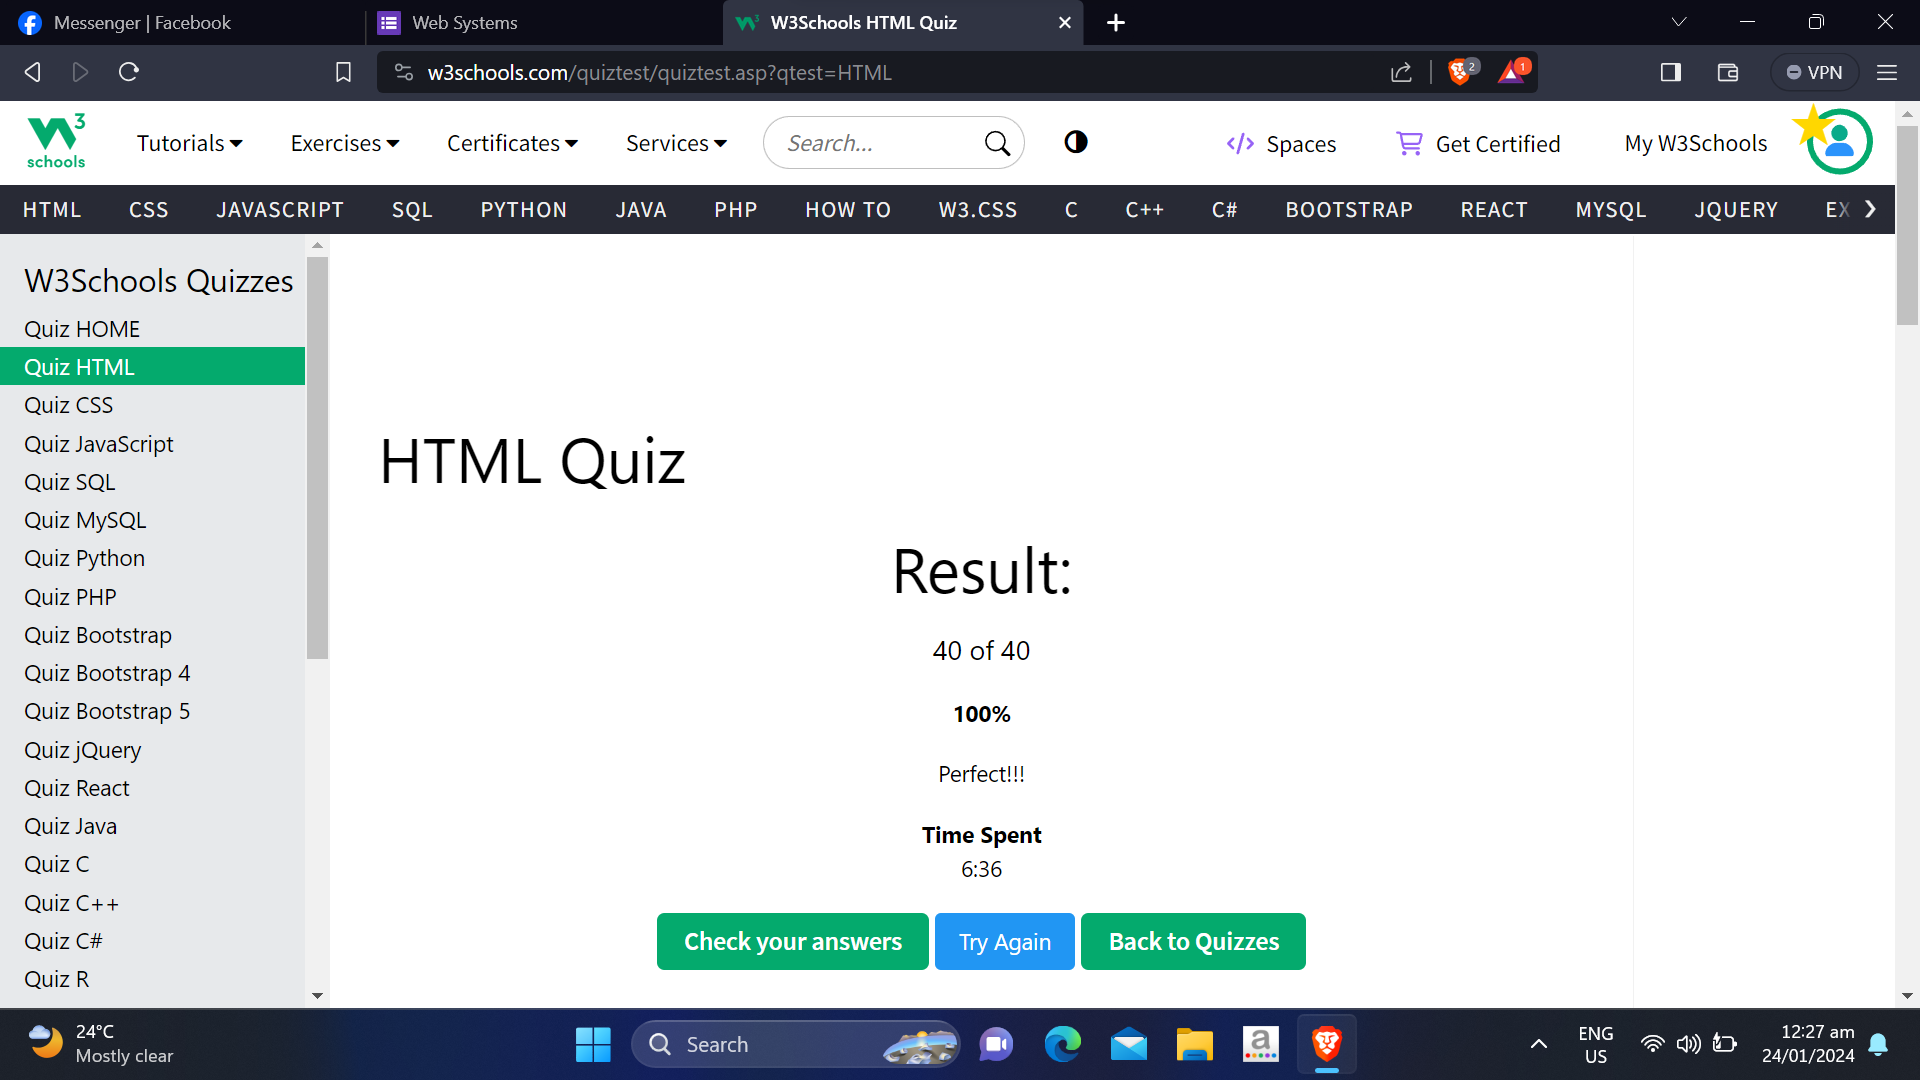 Messenger | Facebook
Web Systems
W3Schools HTML Quiz
w3schools.com/quiztest/quiztest.asp?qtest=HTML
2
1
VPN
W3
schools
Tutorials
Exercises
Certificates
Services
Search...
Spaces
Get Certified
My W3Schools
HTML
CSS
JAVASCRIPT
SQL
PYTHON
JAVA
PHP
HOW TO
W3.CSS
C
C++
C#
BOOTSTRAP
REACT
MYSQL
JQUERY
EX
W3Schools Quizzes
Quiz HOME
Quiz HTML
Quiz CSS
Quiz JavaScript
Quiz SQL
Quiz MySQL
Quiz Python
Quiz PHP
Quiz Bootstrap
Quiz Bootstrap 4
Quiz Bootstrap 5
Quiz jQuery
Quiz React
Quiz Java
Quiz C
Quiz C++
Quiz C#
Quiz R
HTML Quiz
Result:
40 of 40
100%
Perfect!!!
Time Spent
6:36
Check your answers
Try Again
Back to Quizzes
24°C
Mostly clear
Search
a
ENG
US
12:27 am
24/01/2024